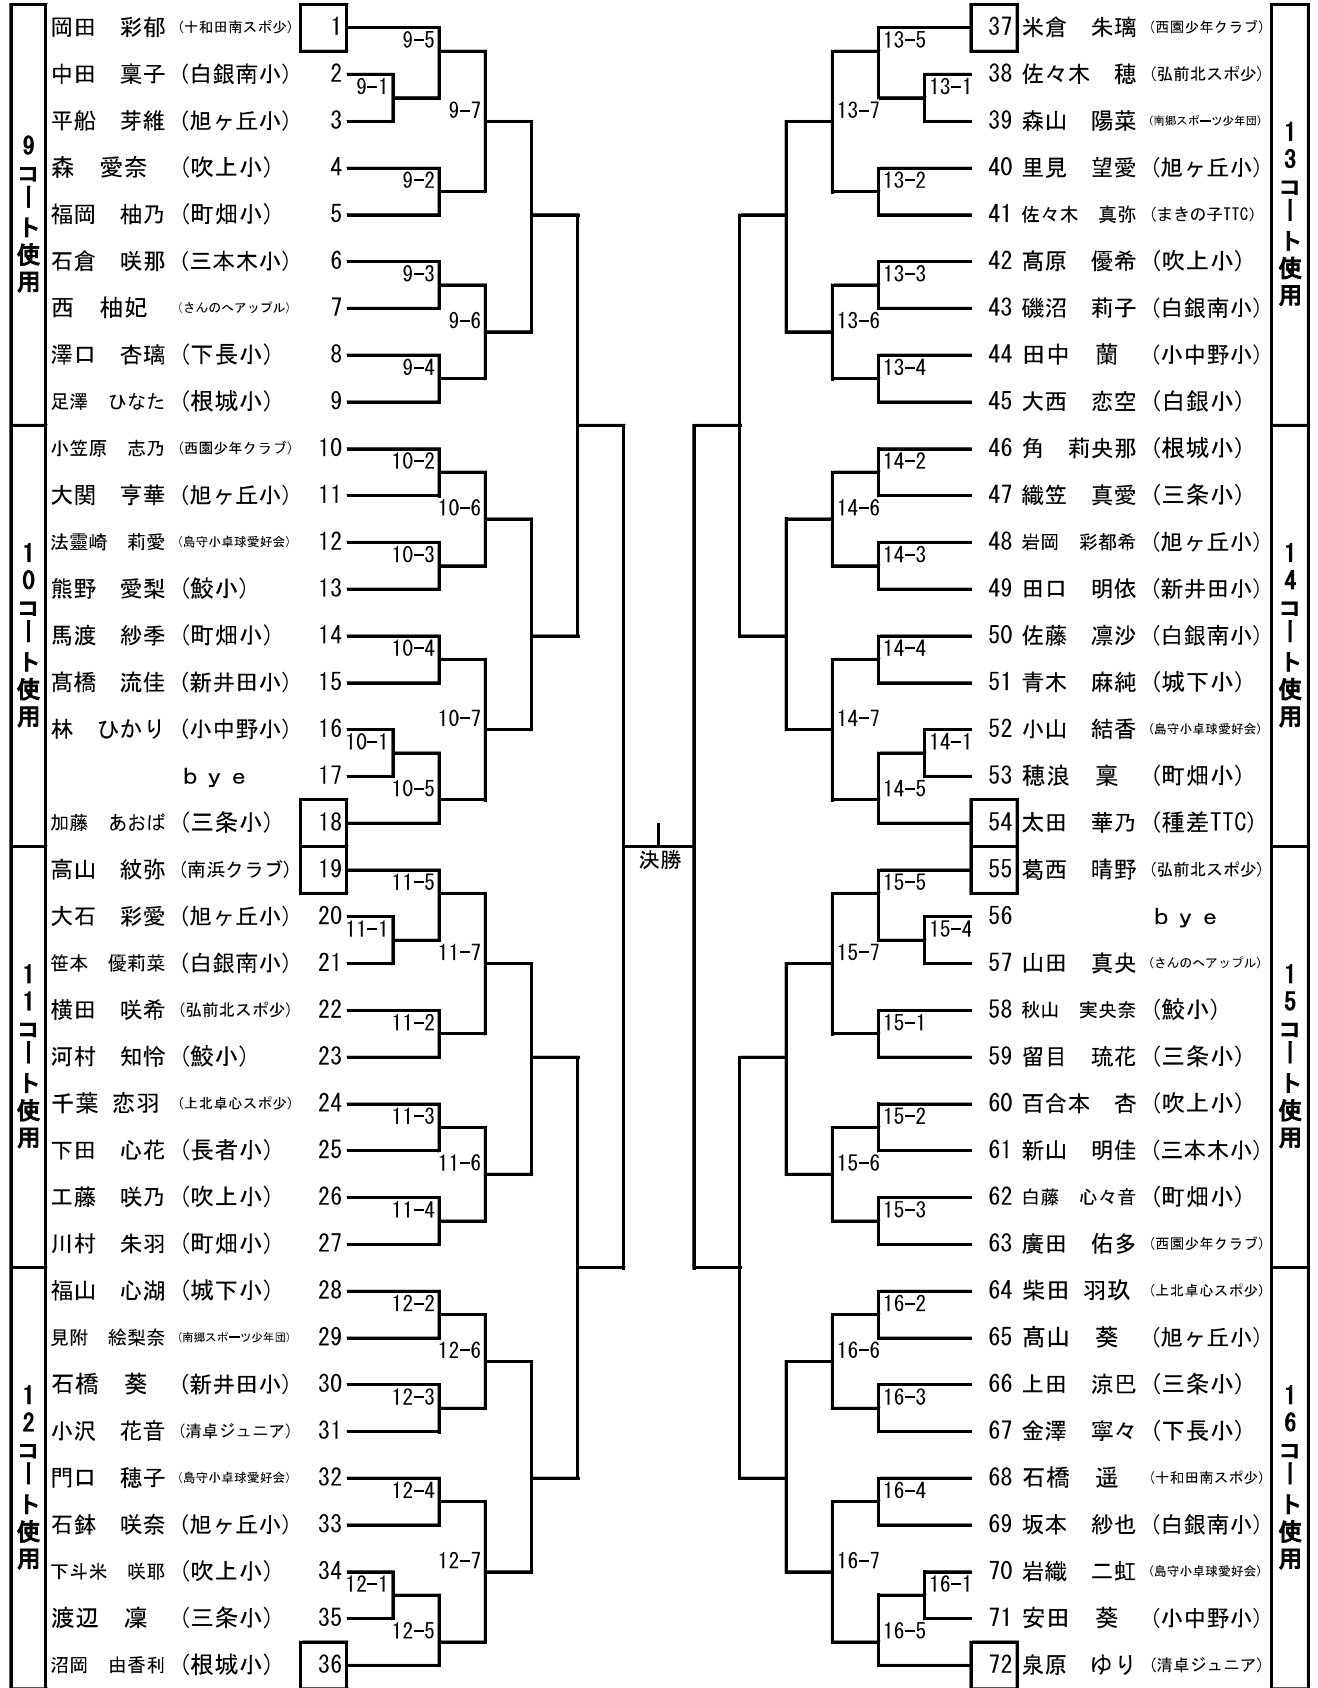 9コート使用
岡田 彩郁 (十和田南スポ少) 1
中田 稟子 (白銀南小) 2
平船 芽維 (旭ヶ丘小) 3
森 愛奈 (吹上小) 4
福岡 柚乃 (町畑小) 5
石倉 咲那 (三本木小) 6
西 柚妃 (さんのへアップル) 7
澤口 杏璃 (下長小) 8
足澤 ひなた (根城小) 9
9-5
9-1
9-7
9-2
9-3
9-6
9-4
10コート使用
小笠原 志乃 (西園少年クラブ) 10
大関 亨華 (旭ヶ丘小) 11
法靈崎 莉愛 (島守小卓球愛好会) 12
熊野 愛梨 (鮫小) 13
馬渡 紗季 (町畑小) 14
髙橋 流佳 (新井田小) 15
林 ひかり (小中野小) 16
bye 17
加藤 あおば (三条小) 18
10-2
10-6
10-3
10-4
10-7
10-1
10-5
11コート使用
高山 紋弥 (南浜クラブ) 19
大石 彩愛 (旭ヶ丘小) 20
笹本 優莉菜 (白銀南小) 21
横田 咲希 (弘前北スポ少) 22
河村 知怜 (鮫小) 23
千葉 恋羽 (上北卓心スポ少) 24
下田 心花 (長者小) 25
工藤 咲乃 (吹上小) 26
川村 朱羽 (町畑小) 27
11-5
11-1
11-7
11-2
11-3
11-6
11-4
12コート使用
福山 心湖 (城下小) 28
見附 絵梨奈 (南郷スポーツ少年団) 29
石橋 葵 (新井田小) 30
小沢 花音 (清卓ジュニア) 31
門口 穂子 (島守小卓球愛好会) 32
石鉢 咲奈 (旭ヶ丘小) 33
下斗米 咲耶 (吹上小) 34
渡辺 凜 (三条小) 35
沼岡 由香利 (根城小) 36
12-2
12-6
12-3
12-4
12-7
12-1
12-5
決勝
13コート使用
37 米倉 朱璃 (西園少年クラブ)
38 佐々木 穂 (弘前北スポ少)
39 森山 陽菜 (南郷スポーツ少年団)
40 里見 望愛 (旭ヶ丘小)
41 佐々木 真弥 (まきの子TTC)
42 髙原 優希 (吹上小)
43 磯沼 莉子 (白銀南小)
44 田中 蘭 (小中野小)
45 大西 恋空 (白銀小)
13-5
13-1
13-7
13-2
13-3
13-6
13-4
14コート使用
46 角 莉央那 (根城小)
47 織笠 真愛 (三条小)
48 岩岡 彩都希 (旭ヶ丘小)
49 田口 明依 (新井田小)
50 佐藤 凛沙 (白銀南小)
51 青木 麻純 (城下小)
52 小山 結香 (島守小卓球愛好会)
53 穂浪 稟 (町畑小)
54 太田 華乃 (種差TTC)
14-2
14-6
14-3
14-4
14-7
14-1
14-5
15コート使用
55 葛西 晴野 (弘前北スポ少)
56 bye
57 山田 真央 (さんのへアップル)
58 秋山 実央奈 (鮫小)
59 留目 琉花 (三条小)
60 百合本 杏 (吹上小)
61 新山 明佳 (三本木小)
62 白藤 心々音 (町畑小)
63 廣田 佑多 (西園少年クラブ)
15-5
15-4
15-7
15-1
15-2
15-6
15-3
16コート使用
64 柴田 羽玖 (上北卓心スポ少)
65 髙山 葵 (旭ヶ丘小)
66 上田 涼巴 (三条小)
67 金澤 寧々 (下長小)
68 石橋 遥 (十和田南スポ少)
69 坂本 紗也 (白銀南小)
70 岩織 二虹 (島守小卓球愛好会)
71 安田 葵 (小中野小)
72 泉原 ゆり (清卓ジュニア)
16-2
16-6
16-3
16-4
16-7
16-1
16-5